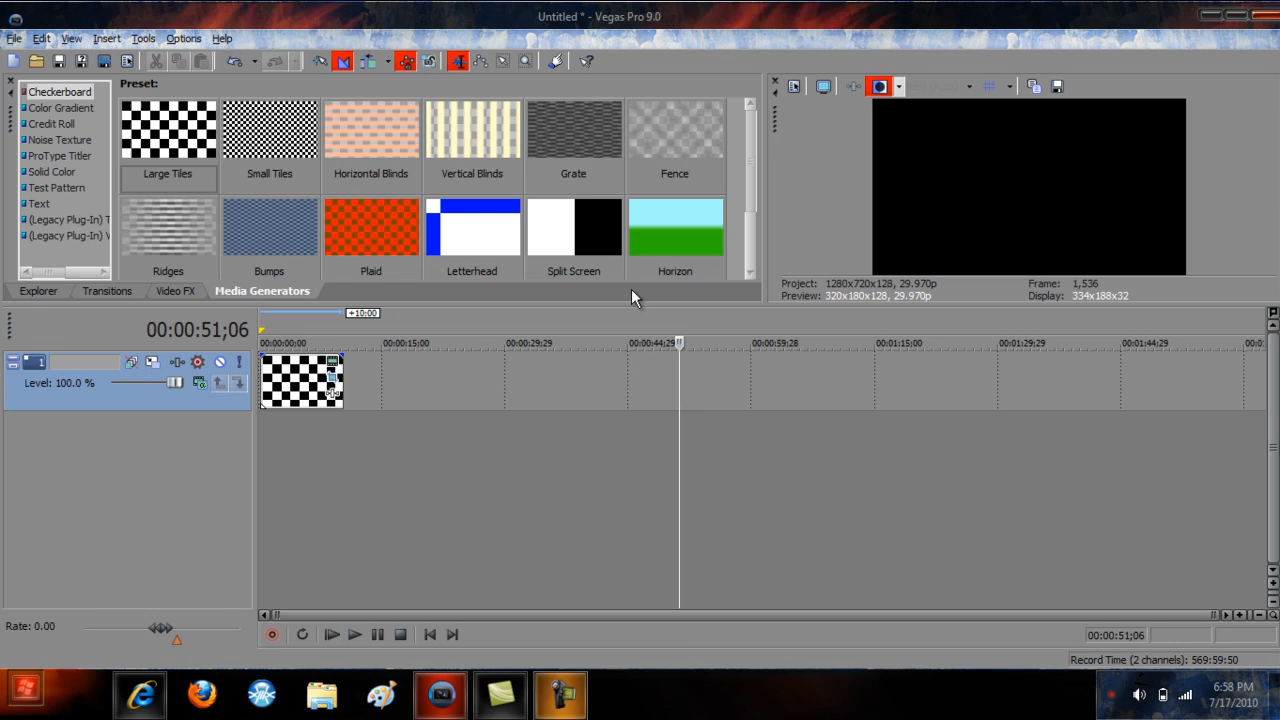 Untitled * - Vegas Pro 9.0
File Edit View Insert Tools Options Help
Checkerboard
Color Gradient
Credit Roll
Noise Texture
ProType Titler
Solid Color
Test Pattern
Text
(Legacy Plug-In) T
(Legacy Plug-In) V
Preset:
Large Tiles
Small Tiles
Horizontal Blinds
Vertical Blinds
Grate
Fence
Ridges
Bumps
Plaid
Letterhead
Split Screen
Horizon
Explorer Transitions Video FX Media Generators
Project: 1280x720x128, 29.970p
Frame: 1,536
Preview: 320x180x128, 29.970p
Display: 334x188x32
00:00:51;06
+10:00
00:00:00;00 00:00:15;00 00:00:29;29 00:00:44;29 00:00:59;28 00:01:15;00 00:01:29;29 00:01:44;29 00:0
1
Level: 100.0 %
Rate: 0.00
00:00:51;06
Record Time (2 channels): 569:59:50
6:58 PM
7/17/2010